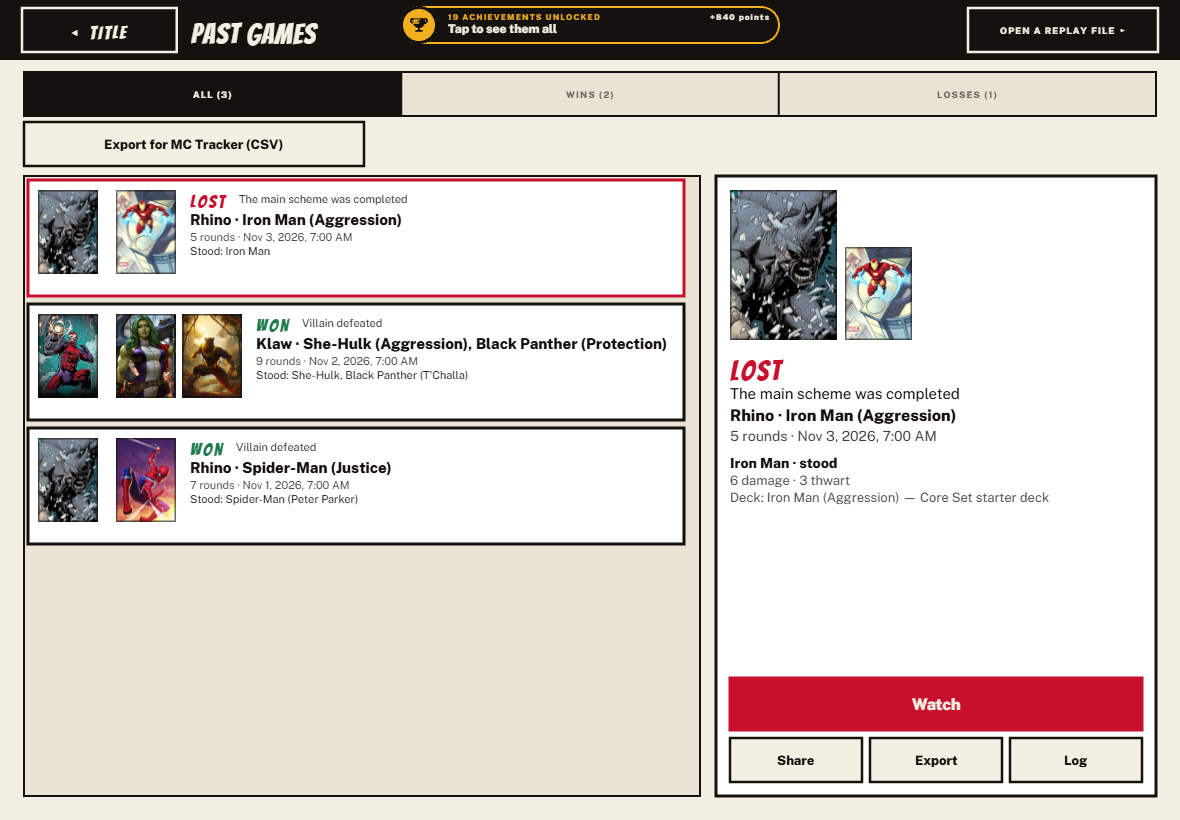 ◂ TITLE
PAST GAMES
19 ACHIEVEMENTS UNLOCKED
+840 points
Tap to see them all
OPEN A REPLAY FILE ▸
ALL (3)
WINS (2)
LOSSES (1)
Export for MC Tracker (CSV)
LOST The main scheme was completed
Rhino · Iron Man (Aggression)
5 rounds · Nov 3, 2026, 7:00 AM
Stood: Iron Man
WON Villain defeated
Klaw · She-Hulk (Aggression), Black Panther (Protection)
9 rounds · Nov 2, 2026, 7:00 AM
Stood: She-Hulk, Black Panther (T'Challa)
WON Villain defeated
Rhino · Spider-Man (Justice)
7 rounds · Nov 1, 2026, 7:00 AM
Stood: Spider-Man (Peter Parker)
LOST
The main scheme was completed
Rhino · Iron Man (Aggression)
5 rounds · Nov 3, 2026, 7:00 AM
Iron Man · stood
6 damage · 3 thwart
Deck: Iron Man (Aggression) — Core Set starter deck
Watch
Share
Export
Log